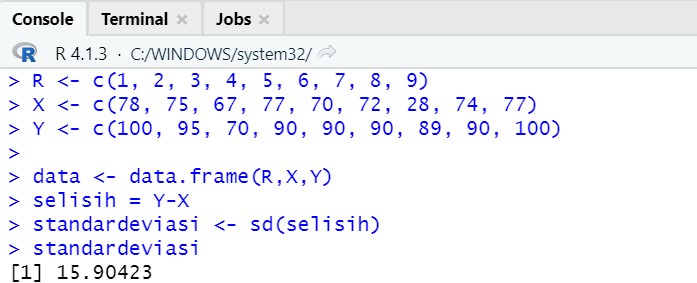 Console Terminal Jobs
R R 4.1.3 · C:/WINDOWS/system32/
> R <- c(1, 2, 3, 4, 5, 6, 7, 8, 9)
> X <- c(78, 75, 67, 77, 70, 72, 28, 74, 77)
> Y <- c(100, 95, 70, 90, 90, 90, 89, 90, 100)
>
> data <- data.frame(R,X,Y)
> selisih = Y-X
> standardeviasi <- sd(selisih)
> standardeviasi
[1] 15.90423